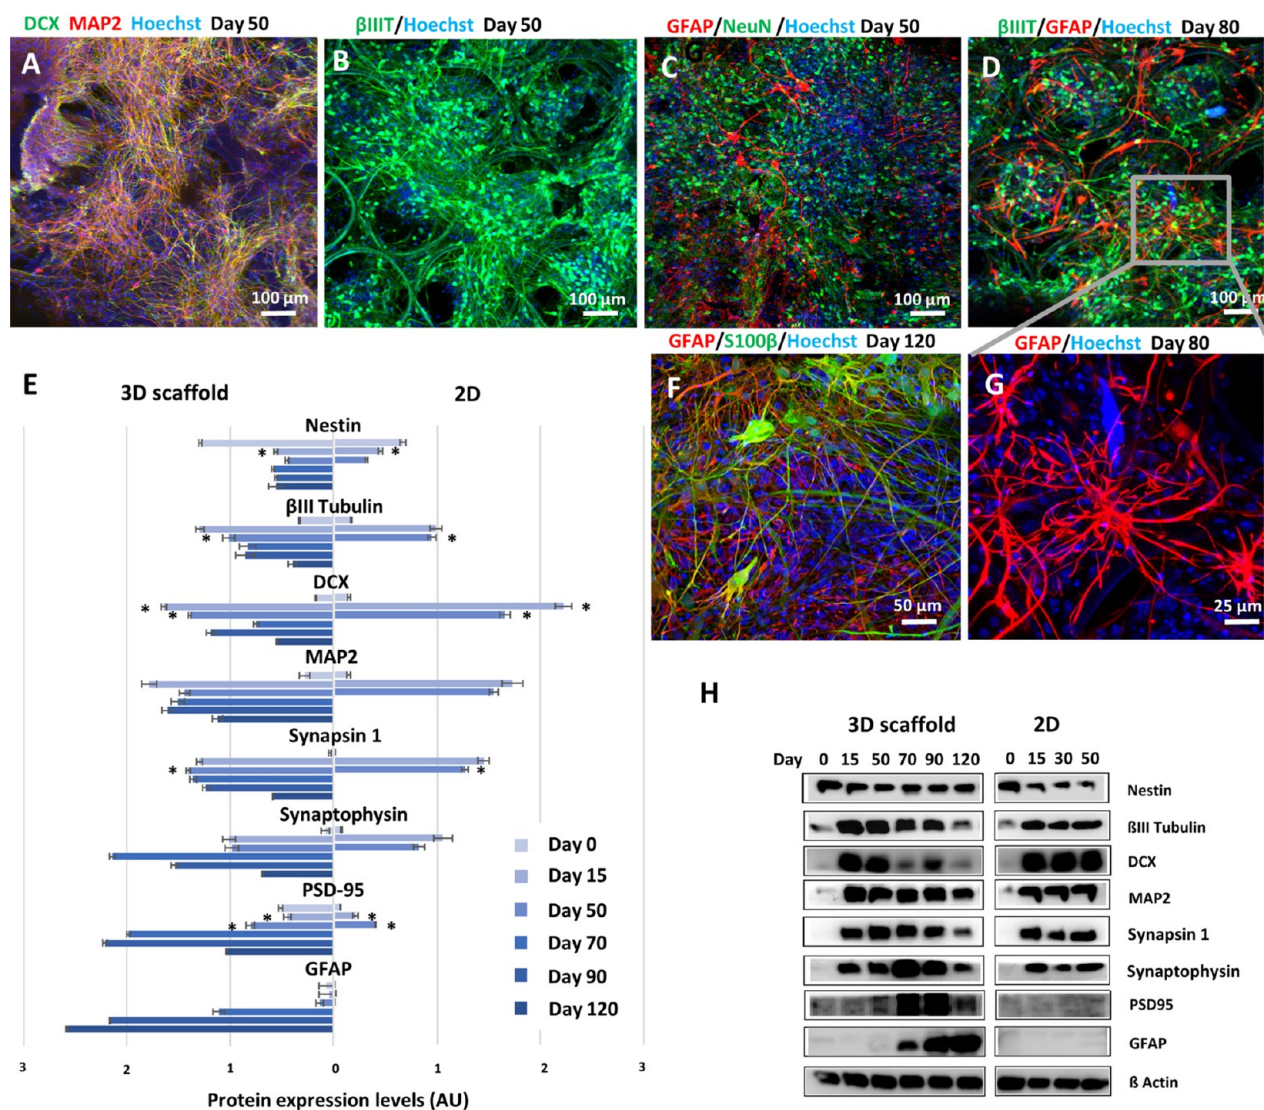 DCX MAP2 Hoechst Day 50
βIIIT/Hoechst Day 50
GFAP/NeuN /Hoechst Day 50
βIIIT/GFAP/Hoechst Day 80
A
B
G
C
D
100 µm
100 µm
100 µm
100 µm
GFAP/S100β/Hoechst Day 120
GFAP/Hoechst Day 80
F
G
50 µm
25 µm
E
3D scaffold
2D
Nestin
* *
βIII Tubulin
* *
DCX
* *
* *
MAP2
Synapsin 1
* *
Synaptophysin
PSD-95
* *
* *
GFAP
Day 0
Day 15
Day 50
Day 70
Day 90
Day 120
3 2 1 0 1 2 3
Protein expression levels (AU)
H
3D scaffold 2D
Day 0 15 50 70 90 120 0 15 30 50
Nestin
ßIII Tubulin
DCX
MAP2
Synapsin 1
Synaptophysin
PSD95
GFAP
ß Actin